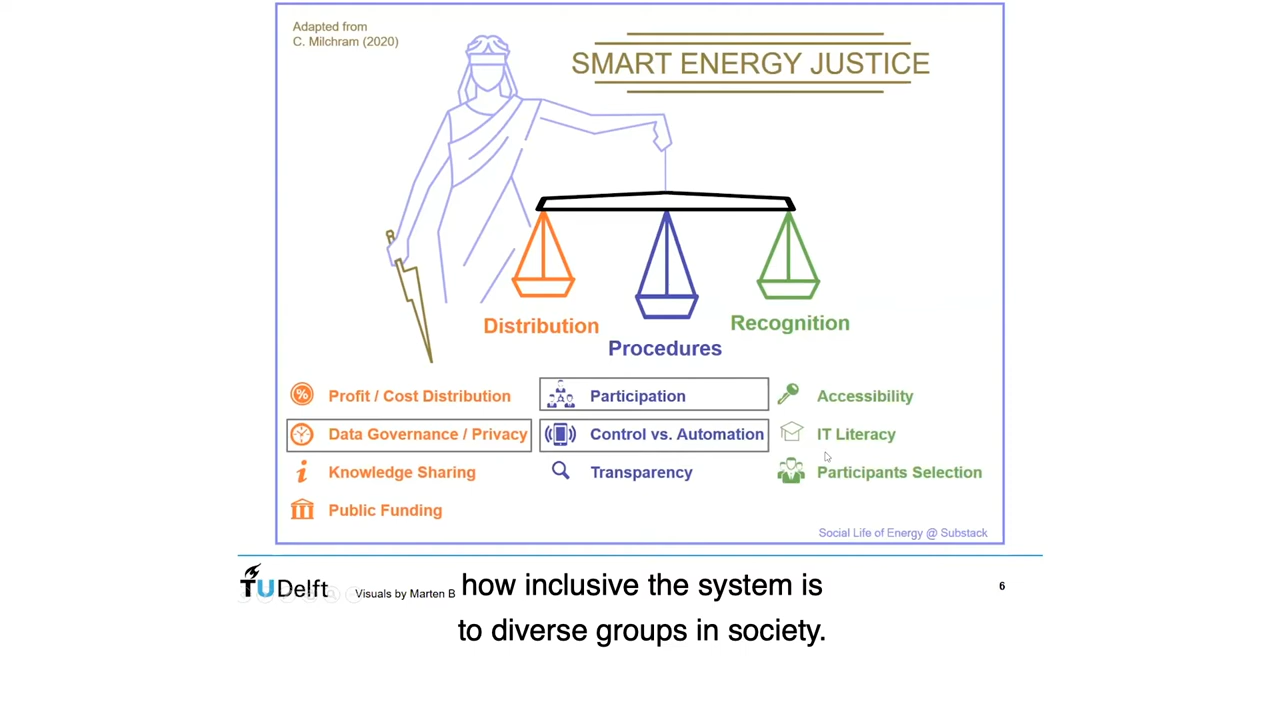 Adapted from
C. Milchram (2020)
SMART ENERGY JUSTICE
Distribution
Procedures
Recognition
Profit / Cost Distribution
Data Governance / Privacy
Knowledge Sharing
Public Funding
Participation
Control vs. Automation
Transparency
Accessibility
IT Literacy
Participants Selection
Social Life of Energy @ Substack
TUDelft
Visuals by Marten B
6
how inclusive the system is
to diverse groups in society.